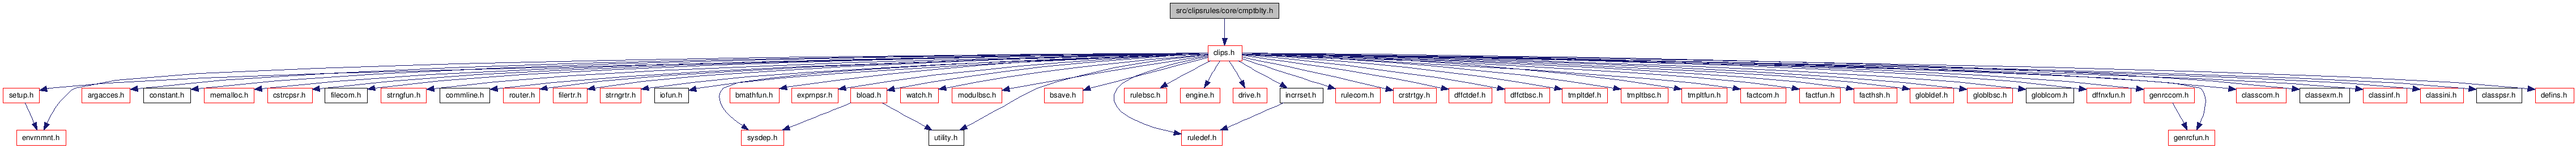 src/clipsrules/core/cmptblty.h
clips.h
setup.h
argacces.h
constant.h
memalloc.h
cstrcpsr.h
filecom.h
strngfun.h
commline.h
router.h
filertr.h
strngrtr.h
iofun.h
bmathfun.h
exprnpsr.h
bload.h
watch.h
modulbsc.h
bsave.h
rulebsc.h
engine.h
drive.h
incrrset.h
rulecom.h
crstrtgy.h
dffctdef.h
dffctbsc.h
tmpltdef.h
tmpltbsc.h
tmpltfun.h
factcom.h
factfun.h
facthsh.h
globldef.h
globlbsc.h
globlcom.h
dffnxfun.h
genrccom.h
classcom.h
classexm.h
classinf.h
classini.h
classpsr.h
defins.h
envrnmnt.h
sysdep.h
utility.h
ruledef.h
genrcfun.h